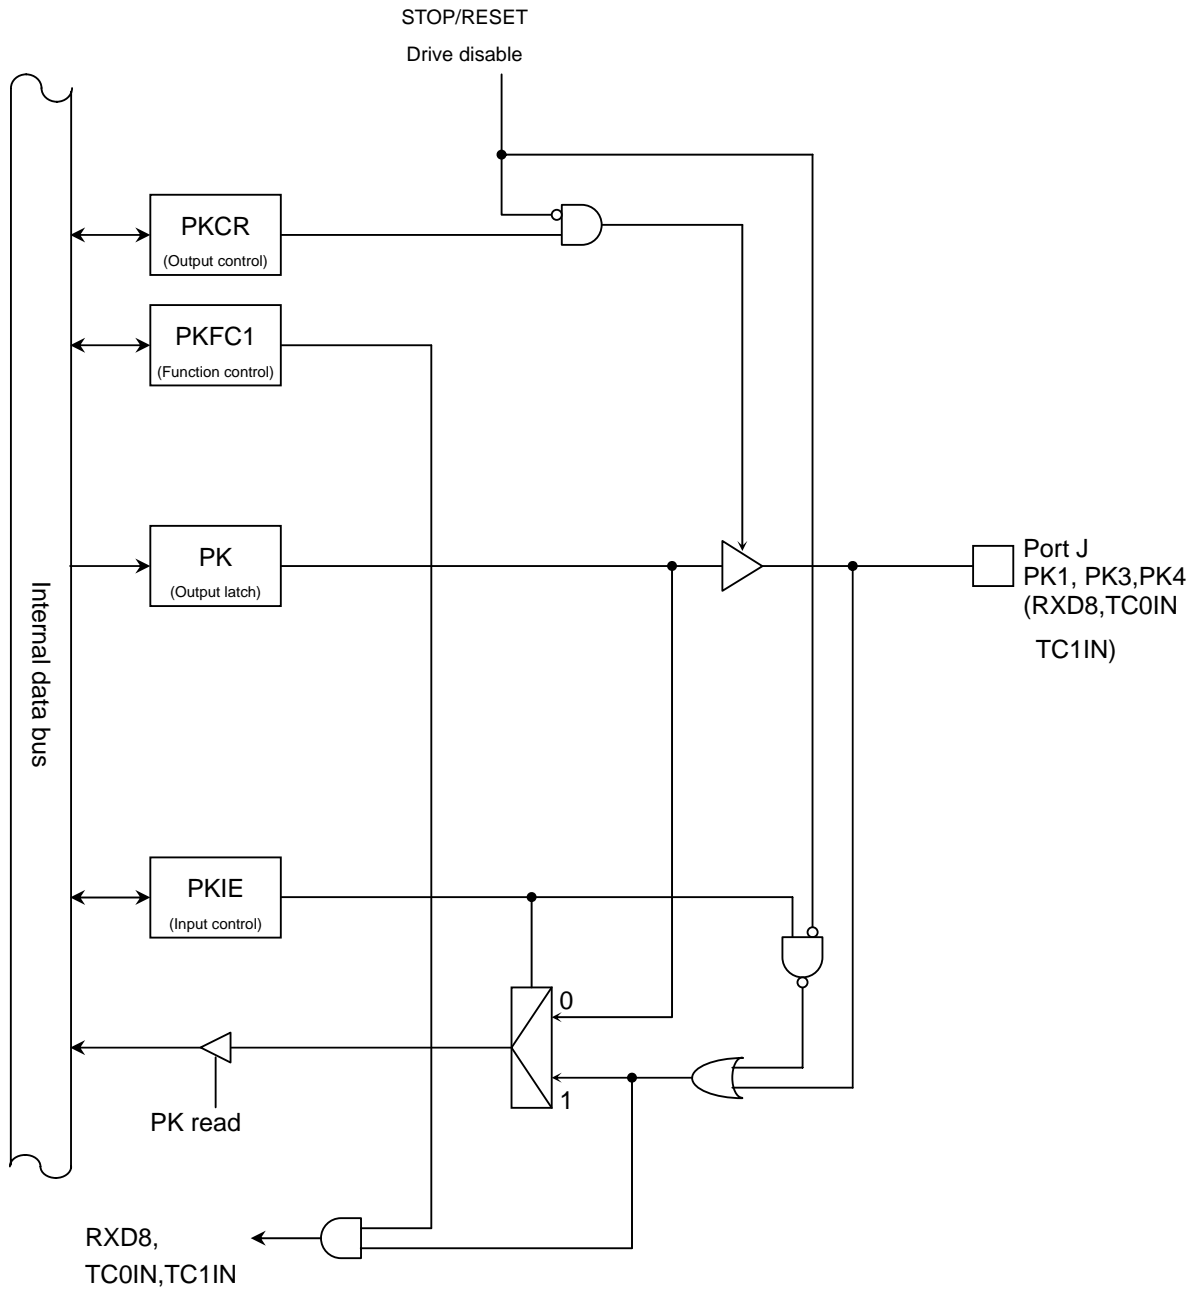 STOP/RESET
Drive disable
PKCR
(Output control)
PKFC1
(Function control)
PK
(Output latch)
Port J
PK1, PK3,PK4
(RXD8,TC0IN
TC1IN)
Internal data bus
PKIE
(Input control)
0
1
PK read
RXD8,
TC0IN,TC1IN